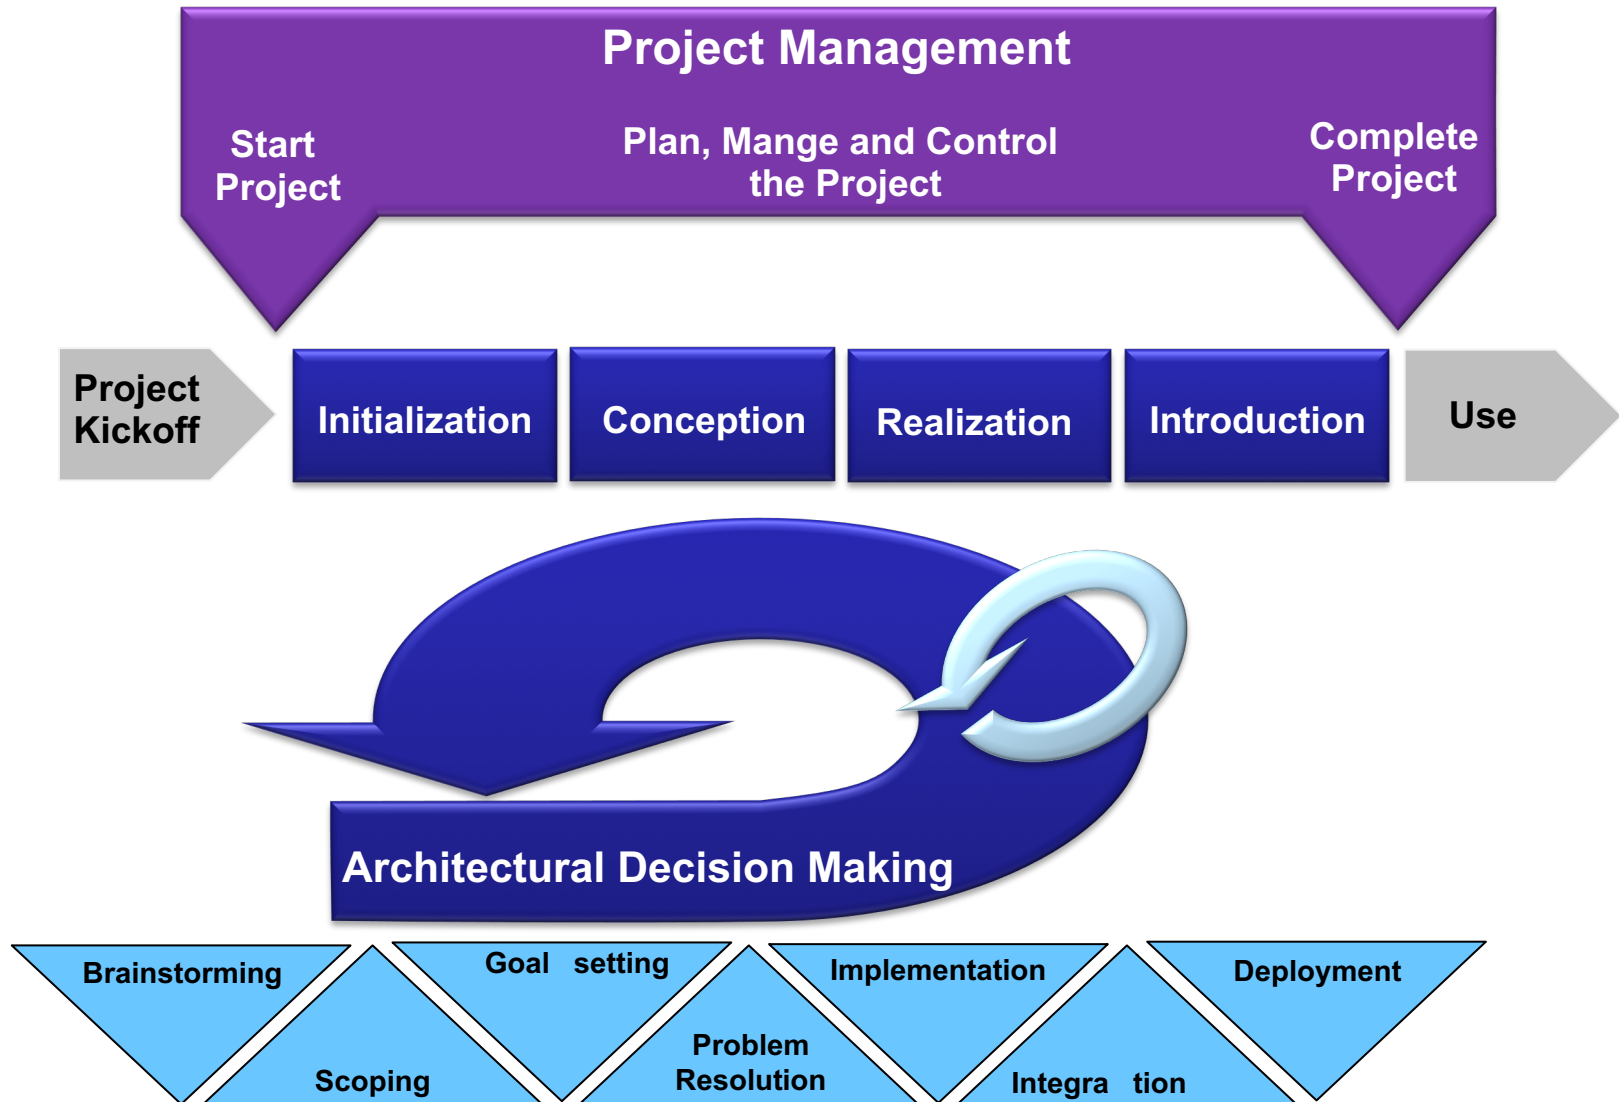 Project Management
Start
Project
Plan, Mange and Control
the Project
Complete
Project
Project
Kickoff
Initialization
Conception
Realization
Introduction
Use
Architectural Decision Making
Brainstorming
Goal setting
Implementation
Deployment
Scoping
Problem
Resolution
Integra tion